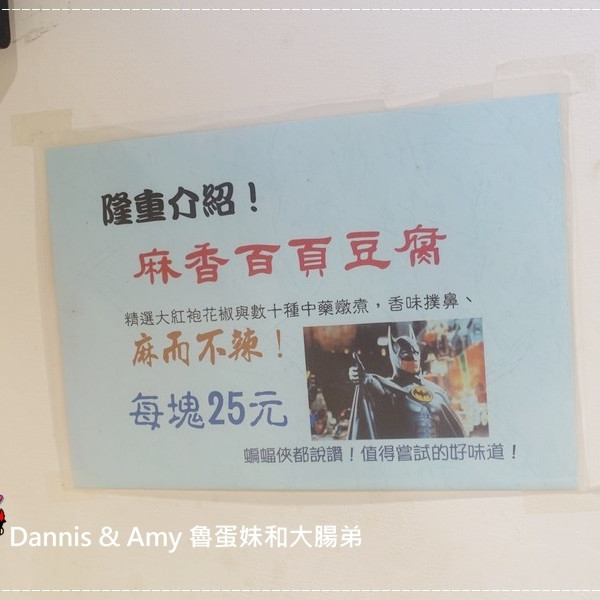 隆重介紹！
麻香百頁豆腐
精選大紅袍花椒與數十種中藥燉煮，香味撲鼻、
麻而不辣！
每塊25元
蝙蝠俠都說讚！值得嘗試的好味道！
Dannis & Amy 魯蛋妹和大腸弟